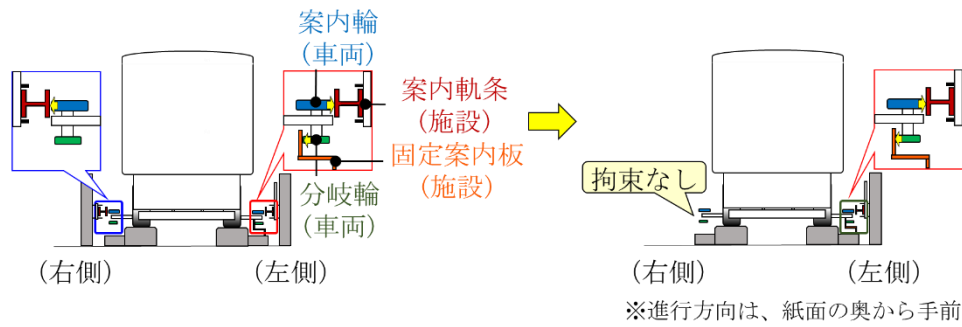 案内輪
(車両)
案内軌条
(施設)
固定案内板
(施設)
分岐輪
(車両)
拘束なし
(右側)
(左側)
(右側)
(左側)
※進行方向は、紙面の奥から手前